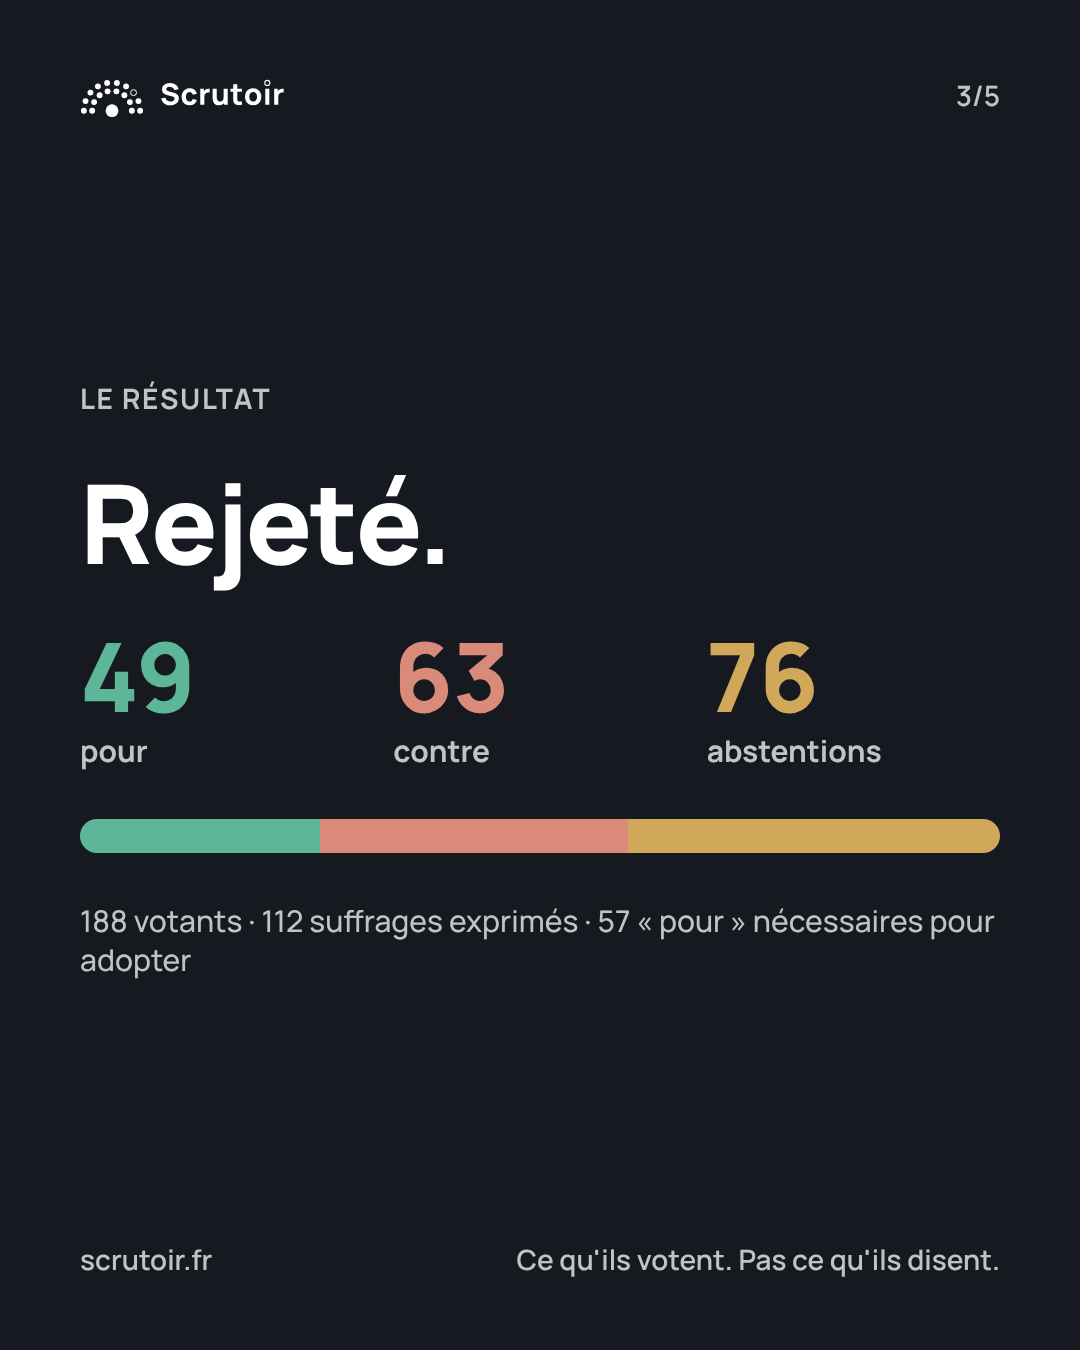 Scrutoir
3/5
LE RÉSULTAT
Rejeté.
49 63 76
pour contre abstentions
188 votants · 112 suffrages exprimés · 57 « pour » nécessaires pour
adopter
scrutoir.fr
Ce qu'ils votent. Pas ce qu'ils disent.